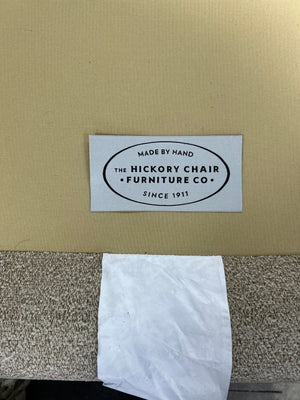 MADE BY HAND
THE HICKORY CHAIR
• FURNITURE CO •
SINCE 1911